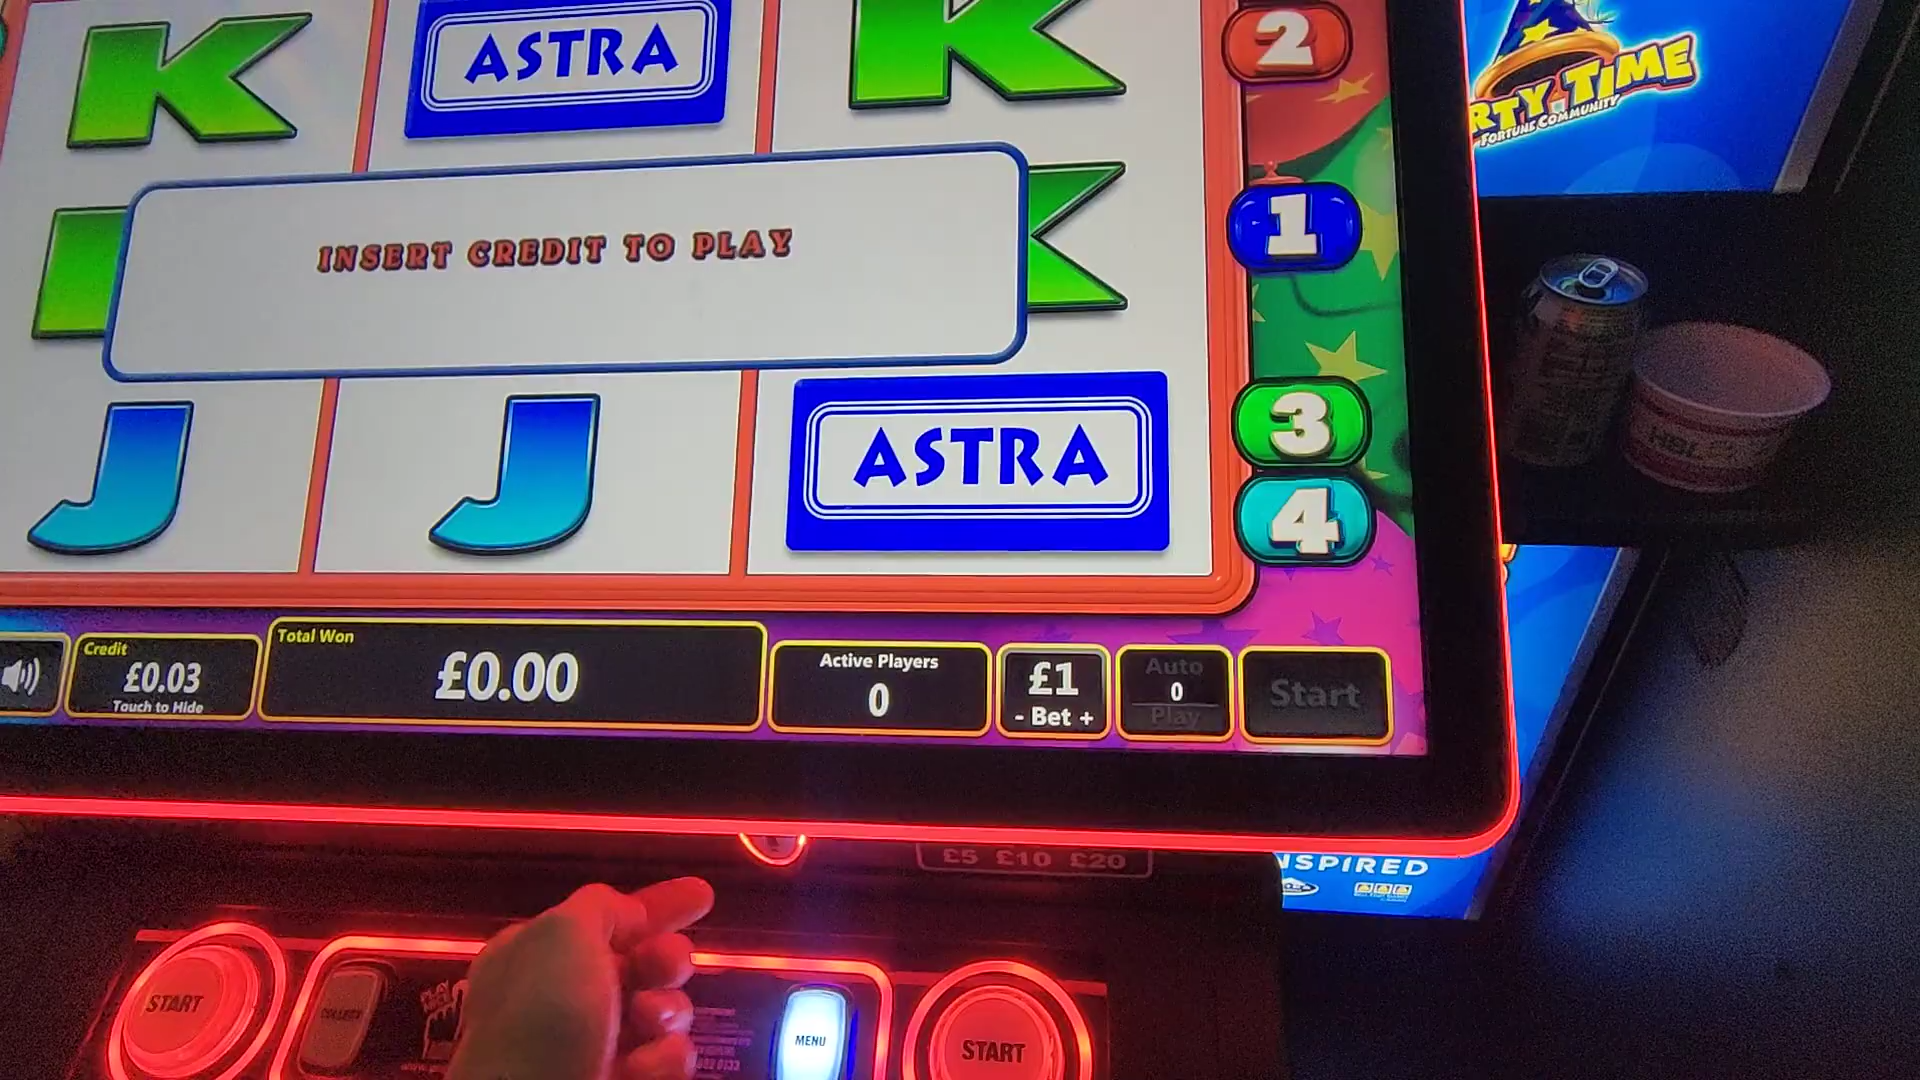 K
ASTRA
K
2
RTY TIME
FORTUNE COMMUNITY
INSERT CREDIT TO PLAY
1
J
J
ASTRA
3
4
Credit
£0.03
Touch to Hide
Total Won
£0.00
Active Players
0
£1
- Bet +
Auto
0
Play
Start
£5 £10 £20
NSPIRED
START
COLLECT
MENU
START